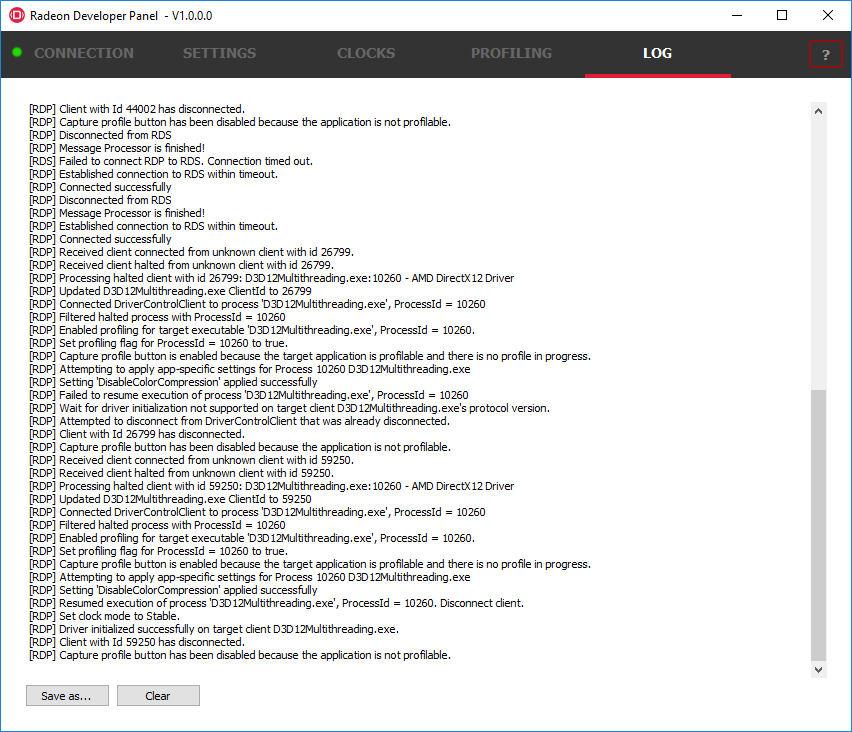 Radeon Developer Panel - V1.0.0.0
CONNECTION SETTINGS CLOCKS PROFILING LOG ?
[RDP] Client with Id 44002 has disconnected.
[RDP] Capture profile button has been disabled because the application is not profilable.
[RDP] Disconnected from RDS
[RDP] Message Processor is finished!
[RDS] Failed to connect RDP to RDS. Connection timed out.
[RDP] Established connection to RDS within timeout.
[RDP] Connected successfully
[RDP] Disconnected from RDS
[RDP] Message Processor is finished!
[RDP] Established connection to RDS within timeout.
[RDP] Connected successfully
[RDP] Received client connected from unknown client with id 26799.
[RDP] Received client halted from unknown client with id 26799.
[RDP] Processing halted client with id 26799: D3D12Multithreading.exe:10260 - AMD DirectX12 Driver
[RDP] Updated D3D12Multithreading.exe ClientId to 26799
[RDP] Connected DriverControlClient to process 'D3D12Multithreading.exe', ProcessId = 10260
[RDP] Filtered halted process with ProcessId = 10260
[RDP] Enabled profiling for target executable 'D3D12Multithreading.exe', ProcessId = 10260.
[RDP] Set profiling flag for ProcessId = 10260 to true.
[RDP] Capture profile button is enabled because the target application is profilable and there is no profile in progress.
[RDP] Attempting to apply app-specific settings for Process 10260 D3D12Multithreading.exe
[RDP] Setting 'DisableColorCompression' applied successfully
[RDP] Failed to resume execution of process 'D3D12Multithreading.exe', ProcessId = 10260
[RDP] Wait for driver initialization not supported on target client D3D12Multithreading.exe's protocol version.
[RDP] Attempted to disconnect from DriverControlClient that was already disconnected.
[RDP] Client with Id 26799 has disconnected.
[RDP] Capture profile button has been disabled because the application is not profilable.
[RDP] Received client connected from unknown client with id 59250.
[RDP] Received client halted from unknown client with id 59250.
[RDP] Processing halted client with id 59250: D3D12Multithreading.exe:10260 - AMD DirectX12 Driver
[RDP] Updated D3D12Multithreading.exe ClientId to 59250
[RDP] Connected DriverControlClient to process 'D3D12Multithreading.exe', ProcessId = 10260
[RDP] Filtered halted process with ProcessId = 10260
[RDP] Enabled profiling for target executable 'D3D12Multithreading.exe', ProcessId = 10260.
[RDP] Set profiling flag for ProcessId = 10260 to true.
[RDP] Capture profile button is enabled because the target application is profilable and there is no profile in progress.
[RDP] Attempting to apply app-specific settings for Process 10260 D3D12Multithreading.exe
[RDP] Setting 'DisableColorCompression' applied successfully
[RDP] Resumed execution of process 'D3D12Multithreading.exe', ProcessId = 10260. Disconnect client.
[RDP] Set clock mode to Stable.
[RDP] Driver initialized successfully on target client D3D12Multithreading.exe.
[RDP] Client with Id 59250 has disconnected.
[RDP] Capture profile button has been disabled because the application is not profilable.
Save as... Clear